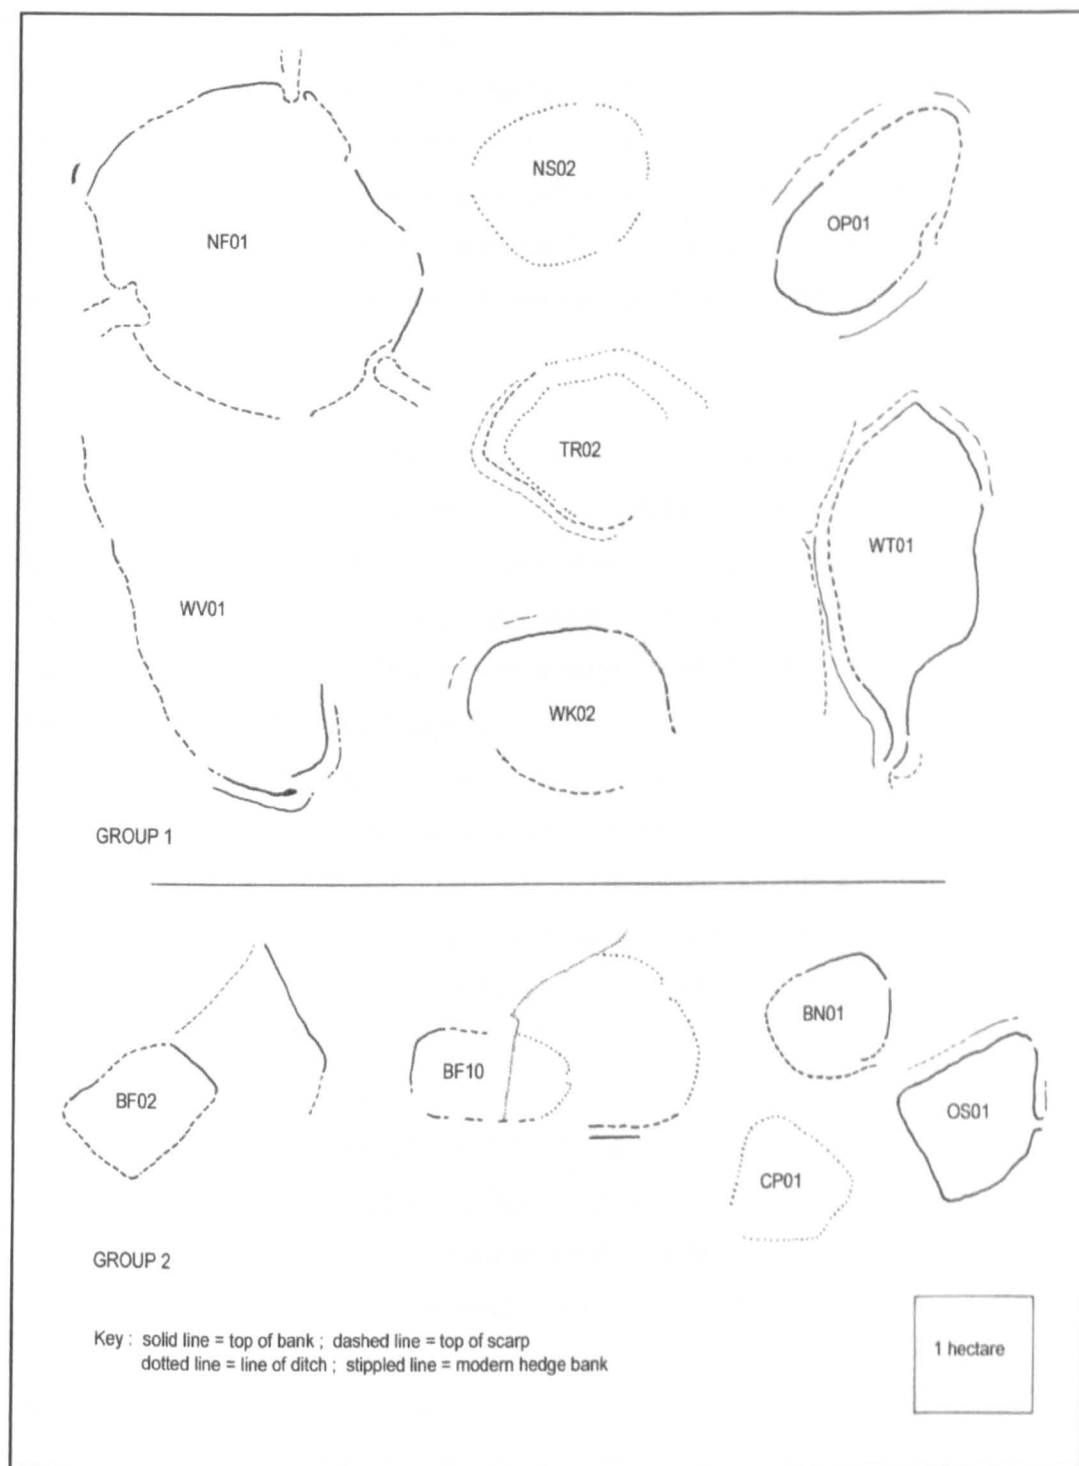 NF01
NS02
OP01
TR02
WT01
WV01
WK02
GROUP 1
BF02
BF10
BN01
OS01
CP01
GROUP 2
Key : solid line = top of bank ; dashed line = top of scarp
dotted line = line of ditch ; stippled line = modern hedge bank
1 hectare